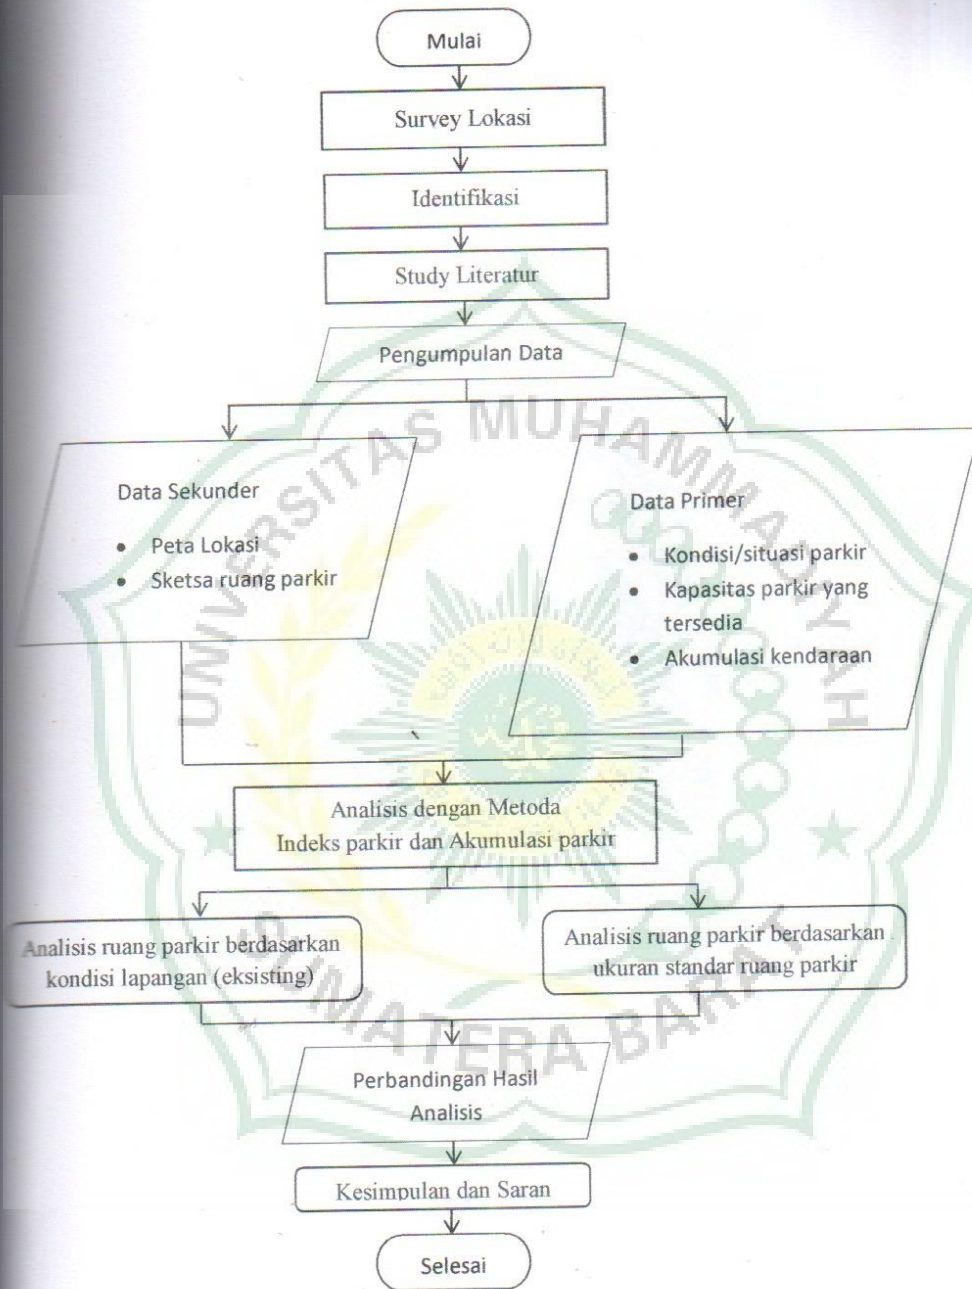 Mulai
Survey Lokasi
Identifikasi
Study Literatur
Pengumpulan Data
Data Sekunder
• Peta Lokasi
• Sketsa ruang parkir
Data Primer
• Kondisi/situasi parkir
• Kapasitas parkir yang
tersedia
• Akumulasi kendaraan
Analisis dengan Metoda
Indeks parkir dan Akumulasi parkir
Analisis ruang parkir berdasarkan
kondisi lapangan (eksisting)
Analisis ruang parkir berdasarkan
ukuran standar ruang parkir
Perbandingan Hasil
Analisis
Kesimpulan dan Saran
Selesai
UNIVERSITAS MUHAMMADIYAH
SUMATERA BARAT